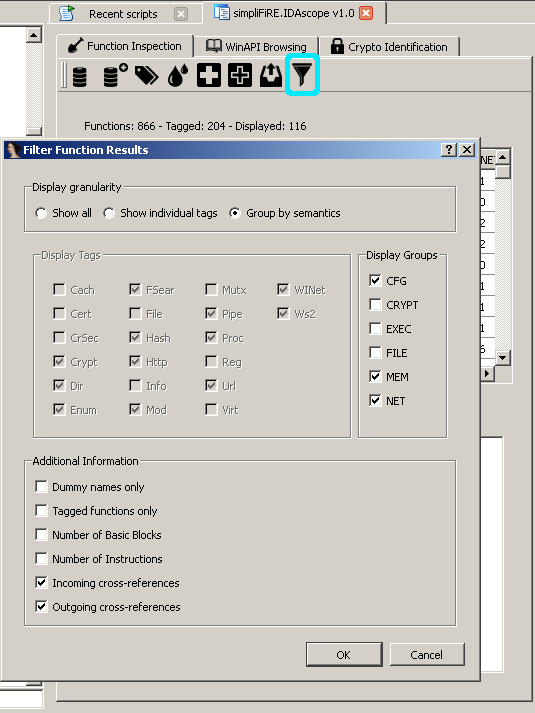 Recent scripts
simpliFiRE.IDAscope v1.0
Function Inspection
WinAPI Browsing
Crypto Identification
Functions: 866 - Tagged: 204 - Displayed: 116
Filter Function Results
Display granularity
Show all
Show individual tags
Group by semantics
Display Tags
Cach
FSear
Mutx
WINet
Cert
File
Pipe
Ws2
CrSec
Hash
Proc
Crypt
Http
Reg
Dir
Info
Url
Enum
Mod
Virt
Display Groups
CFG
CRYPT
EXEC
FILE
MEM
NET
Additional Information
Dummy names only
Tagged functions only
Number of Basic Blocks
Number of Instructions
Incoming cross-references
Outgoing cross-references
OK
Cancel